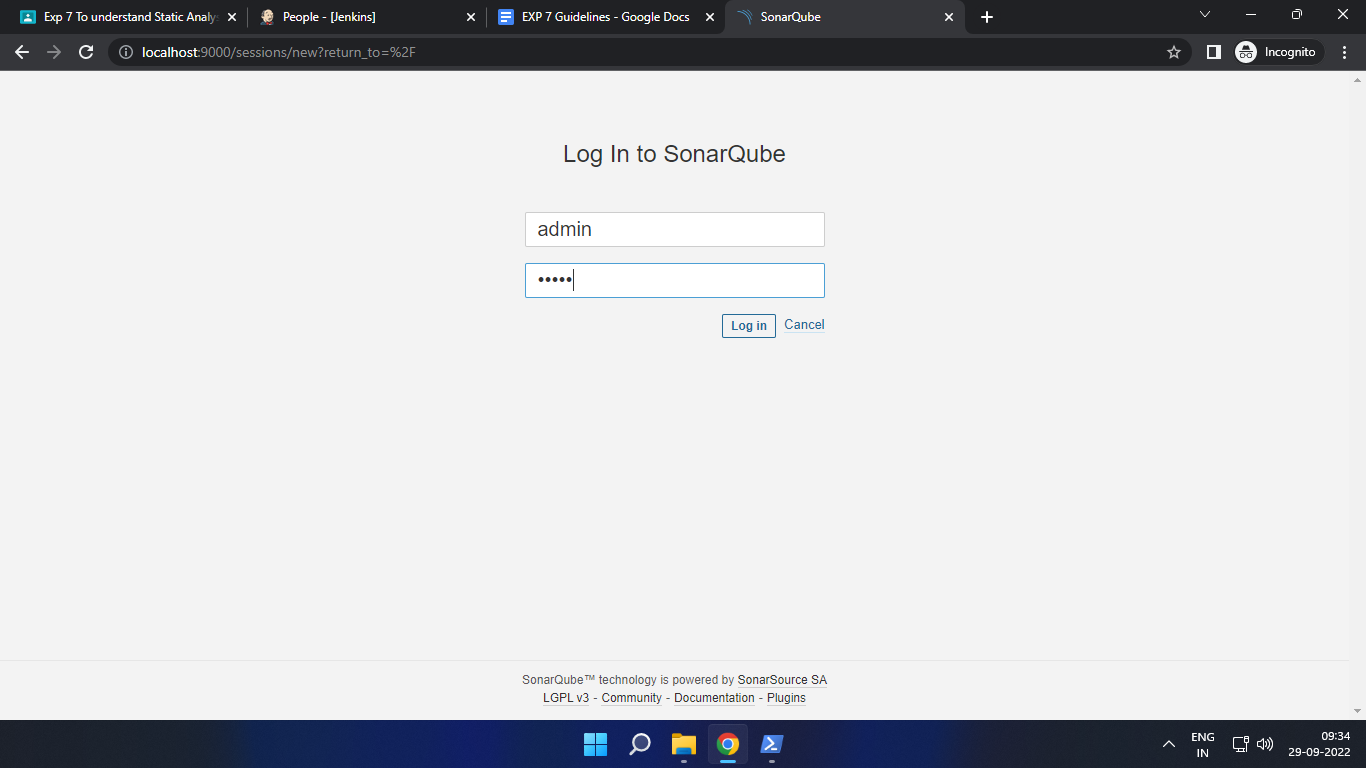 Exp 7 To understand Static Analys
People - [Jenkins]
EXP 7 Guidelines - Google Docs
SonarQube
localhost:9000/sessions/new?return_to=%2F
Incognito
Log In to SonarQube
admin
•••••
Log in
Cancel
SonarQube™ technology is powered by SonarSource SA
LGPL v3 - Community - Documentation - Plugins
ENG
IN
09:34
29-09-2022